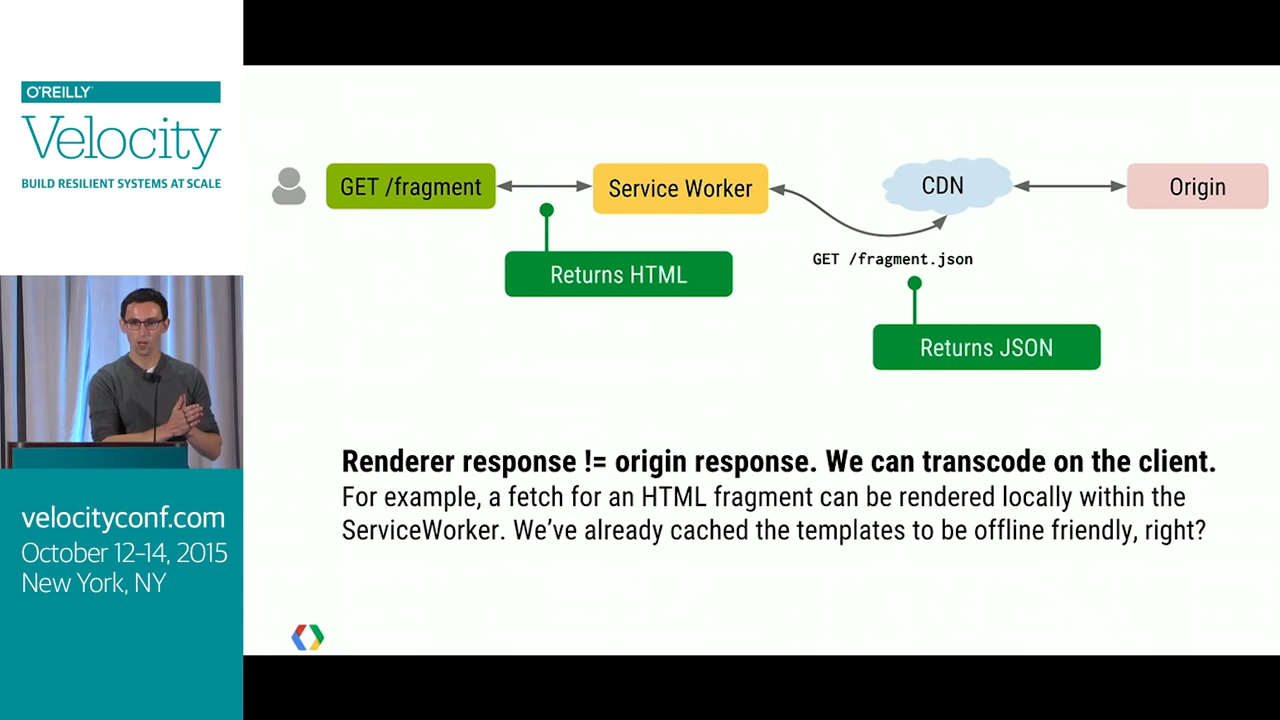 O'REILLY
Velocity
BUILD RESILIENT SYSTEMS AT SCALE
velocityconf.com
October 12–14, 2015
New York, NY
GET /fragment
Service Worker
CDN
Origin
GET /fragment.json
Returns HTML
Returns JSON
Renderer response != origin response. We can transcode on the client.
For example, a fetch for an HTML fragment can be rendered locally within the
ServiceWorker. We've already cached the templates to be offline friendly, right?